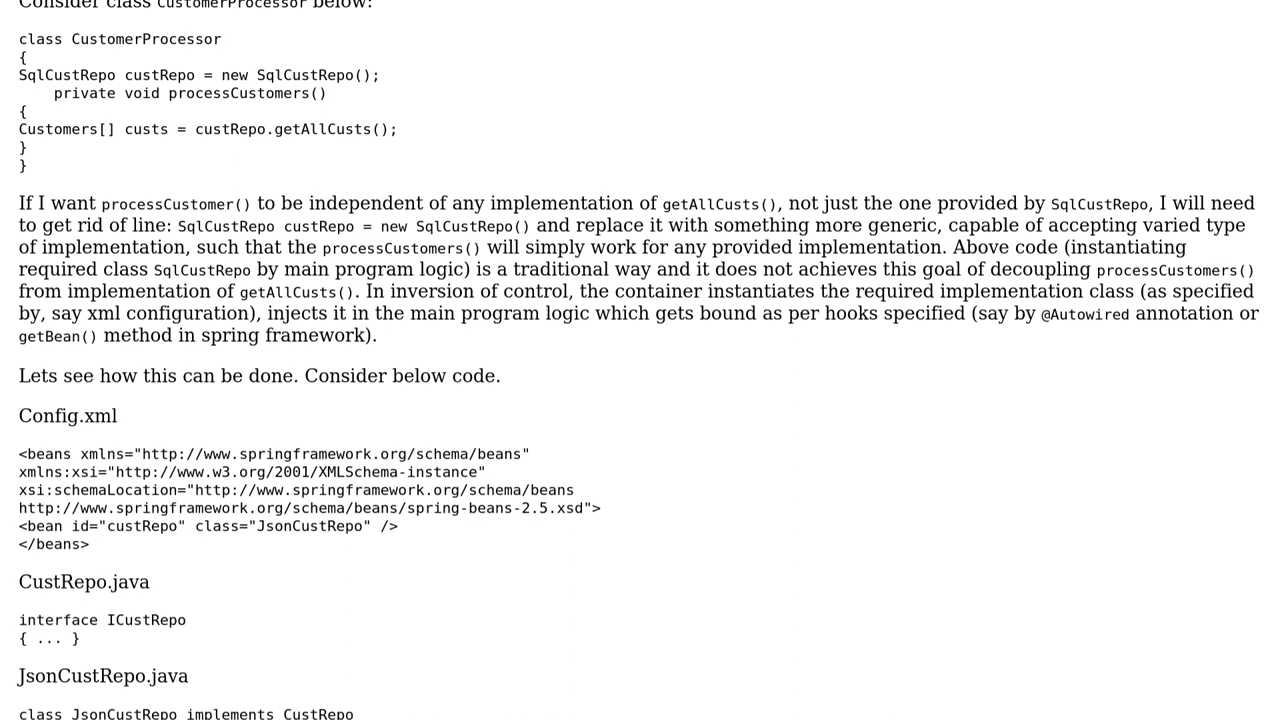 Consider class CustomerProcessor below:
class CustomerProcessor
{
SqlCustRepo custRepo = new SqlCustRepo();
    private void processCustomers()
{
Customers[] custs = custRepo.getAllCusts();
}
}
If I want processCustomer() to be independent of any implementation of getAllCusts(), not just the one provided by SqlCustRepo, I will need
to get rid of line: SqlCustRepo custRepo = new SqlCustRepo() and replace it with something more generic, capable of accepting varied type
of implementation, such that the processCustomers() will simply work for any provided implementation. Above code (instantiating
required class SqlCustRepo by main program logic) is a traditional way and it does not achieves this goal of decoupling processCustomers()
from implementation of getAllCusts(). In inversion of control, the container instantiates the required implementation class (as specified
by, say xml configuration), injects it in the main program logic which gets bound as per hooks specified (say by @Autowired annotation or
getBean() method in spring framework).
Lets see how this can be done. Consider below code.
Config.xml
<beans xmlns="http://www.springframework.org/schema/beans"
xmlns:xsi="http://www.w3.org/2001/XMLSchema-instance"
xsi:schemaLocation="http://www.springframework.org/schema/beans
http://www.springframework.org/schema/beans/spring-beans-2.5.xsd">
<bean id="custRepo" class="JsonCustRepo" />
</beans>
CustRepo.java
interface ICustRepo
{ ... }
JsonCustRepo.java
class JsonCustRepo implements CustRepo